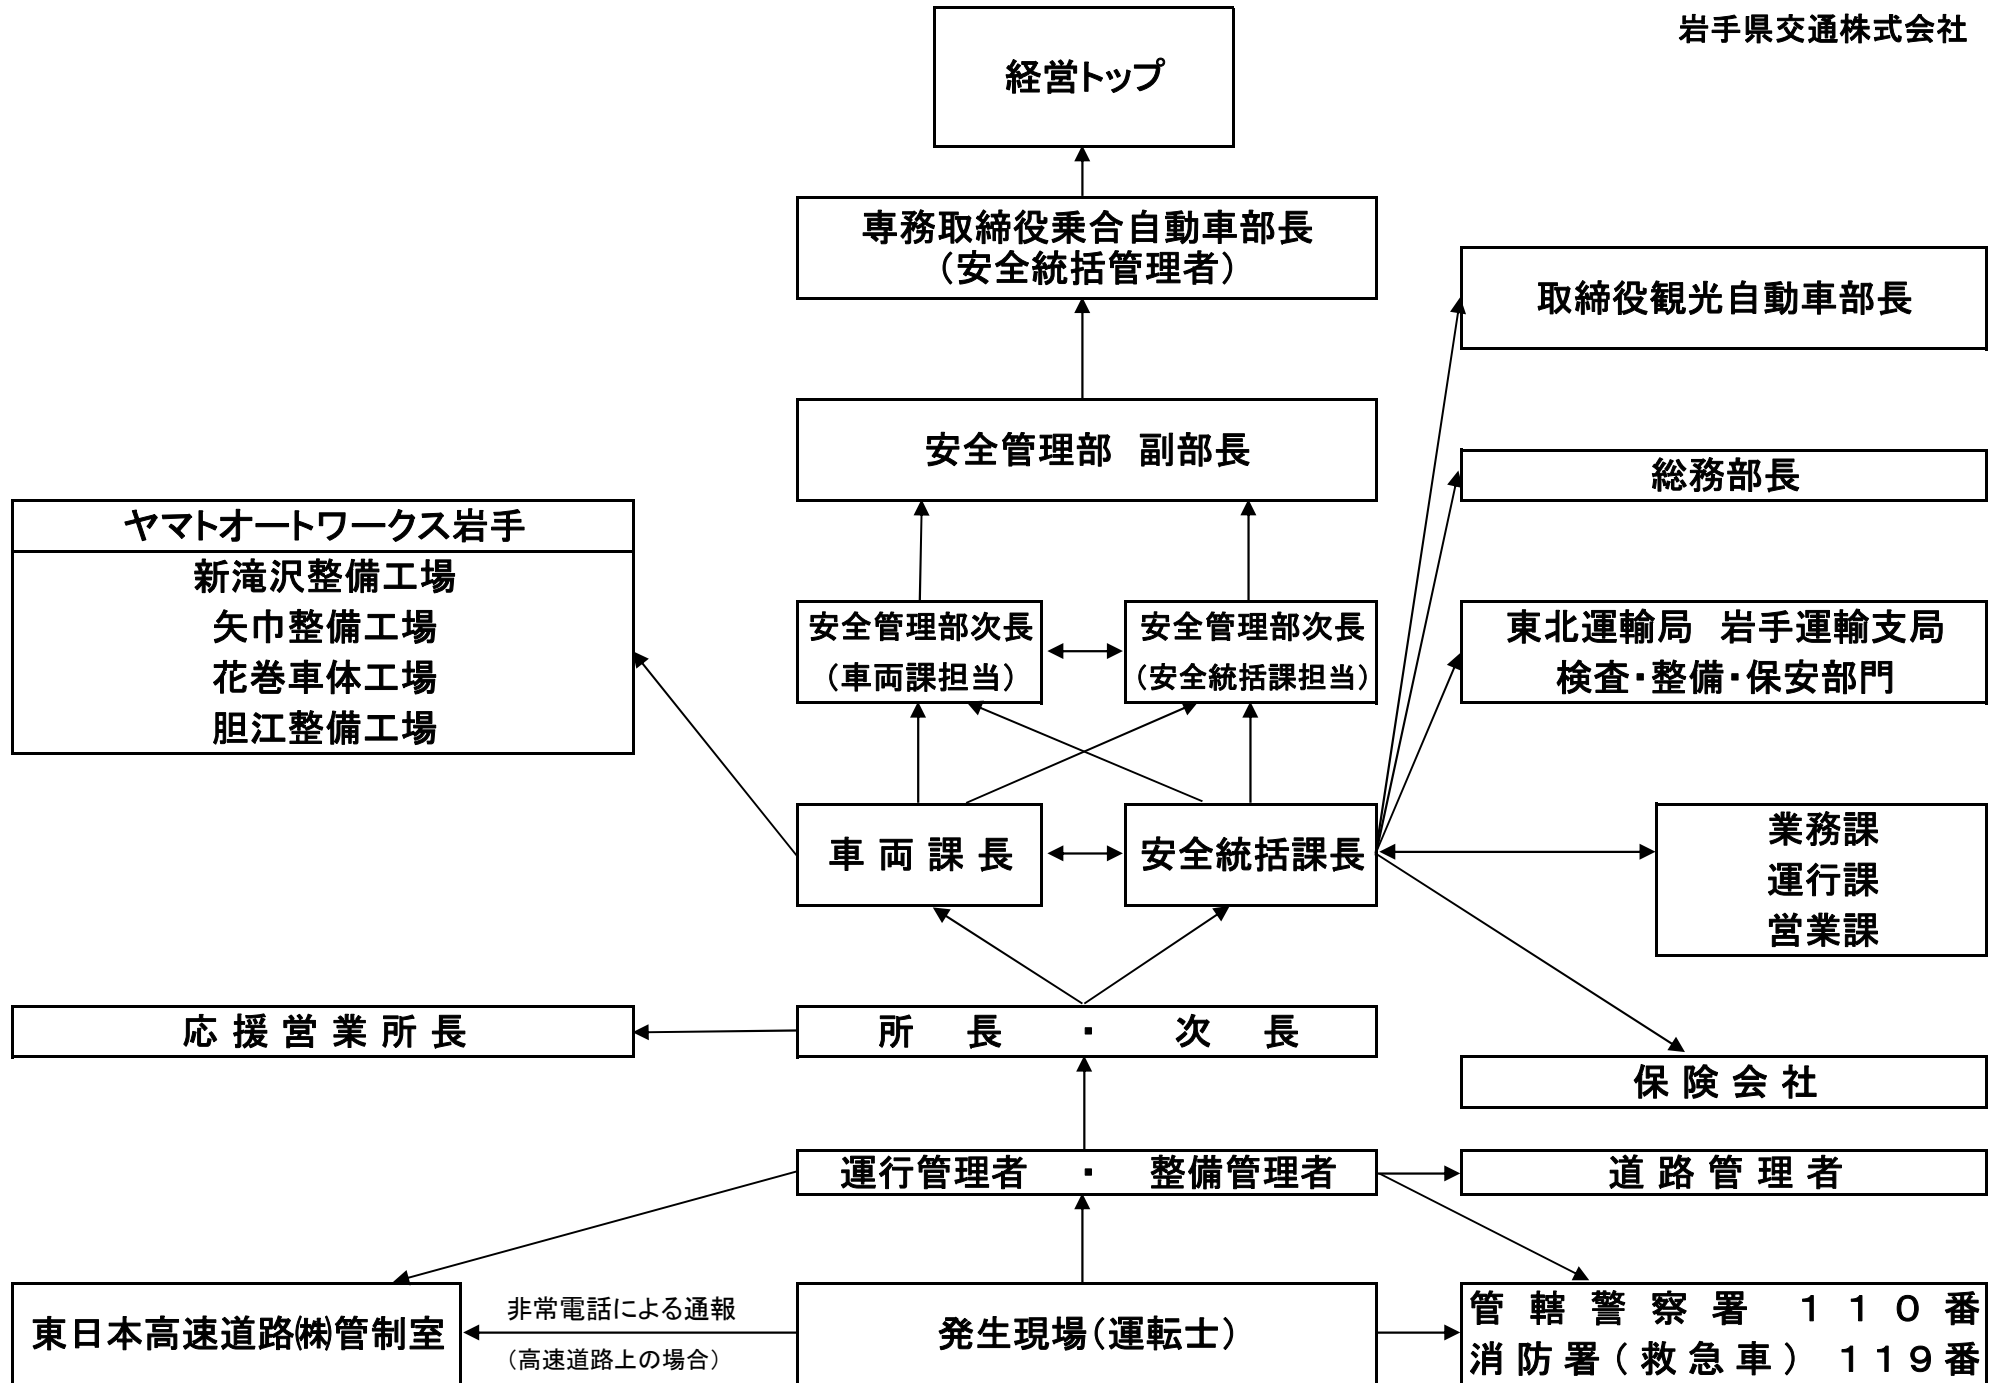 岩手県交通株式会社
経営トップ
専務取締役乗合自動車部長
（安全統括管理者）
取締役観光自動車部長
安全管理部　副部長
総務部長
ヤマトオートワークス岩手
新滝沢整備工場
矢巾整備工場
花巻車体工場
胆江整備工場
安全管理部次長
（車両課担当）
安全管理部次長
（安全統括課担当）
東北運輸局　岩手運輸支局
検査・整備・保安部門
車両課長
安全統括課長
業務課
運行課
営業課
応援営業所長
所長・次長
保険会社
運行管理者・整備管理者
道路管理者
東日本高速道路㈱管制室
非常電話による通報
（高速道路上の場合）
発生現場（運転士）
管轄警察署　１１０番
消防署（救急車）１１９番